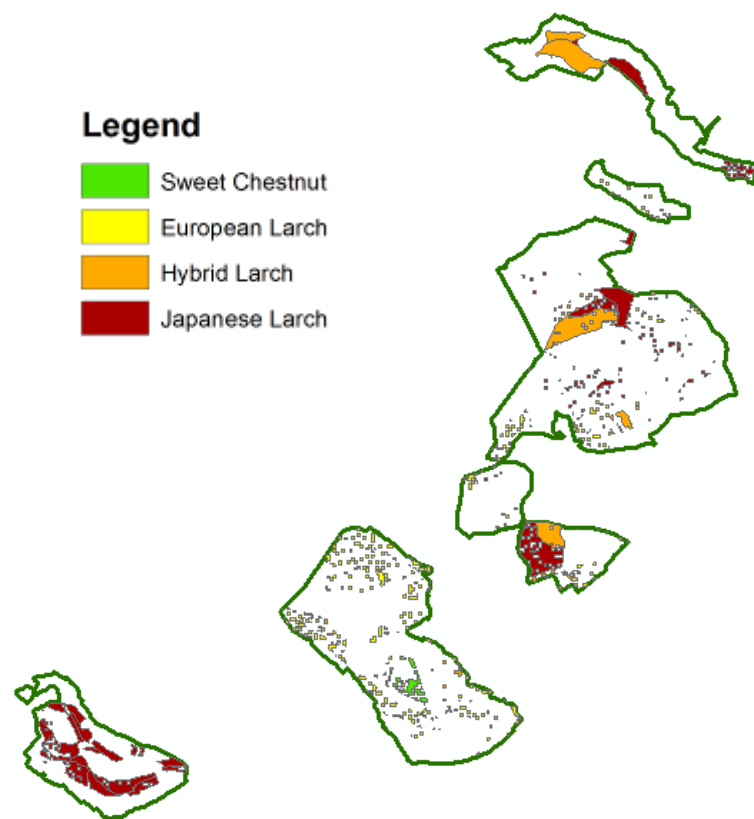 Legend
Sweet Chestnut
European Larch
Hybrid Larch
Japanese Larch